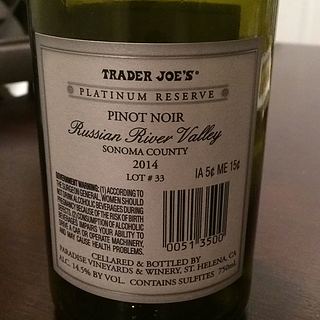 TRADER JOE'S®
PLATINUM RESERVE
PINOT NOIR
Russian River Valley
SONOMA COUNTY
2014
LOT #33
IA 5¢ ME 15¢
GOVERNMENT WARNING: (1) ACCORDING TO
THE SURGEON GENERAL, WOMEN SHOULD
NOT DRINK ALCOHOLIC BEVERAGES DURING
PREGNANCY BECAUSE OF THE RISK OF BIRTH
DEFECTS. (2) CONSUMPTION OF ALCOHOLIC
BEVERAGES IMPAIRS YOUR ABILITY TO
DRIVE A CAR OR OPERATE MACHINERY,
AND MAY CAUSE HEALTH PROBLEMS.
0051 3500
CELLARED & BOTTLED BY
PARADISE VINEYARDS & WINERY, ST. HELENA, CA
ALC. 14.5% BY VOL. CONTAINS SULFITES 750mL